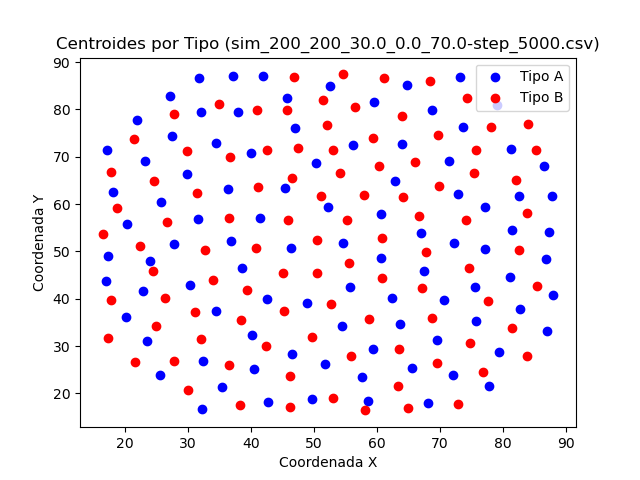 Centroides por Tipo (sim_200_200_30.0_0.0_70.0-step_5000.csv)
Tipo A
Tipo B
90
80
70
60
50
40
30
20
Coordenada Y
20 30 40 50 60 70 80 90
Coordenada X